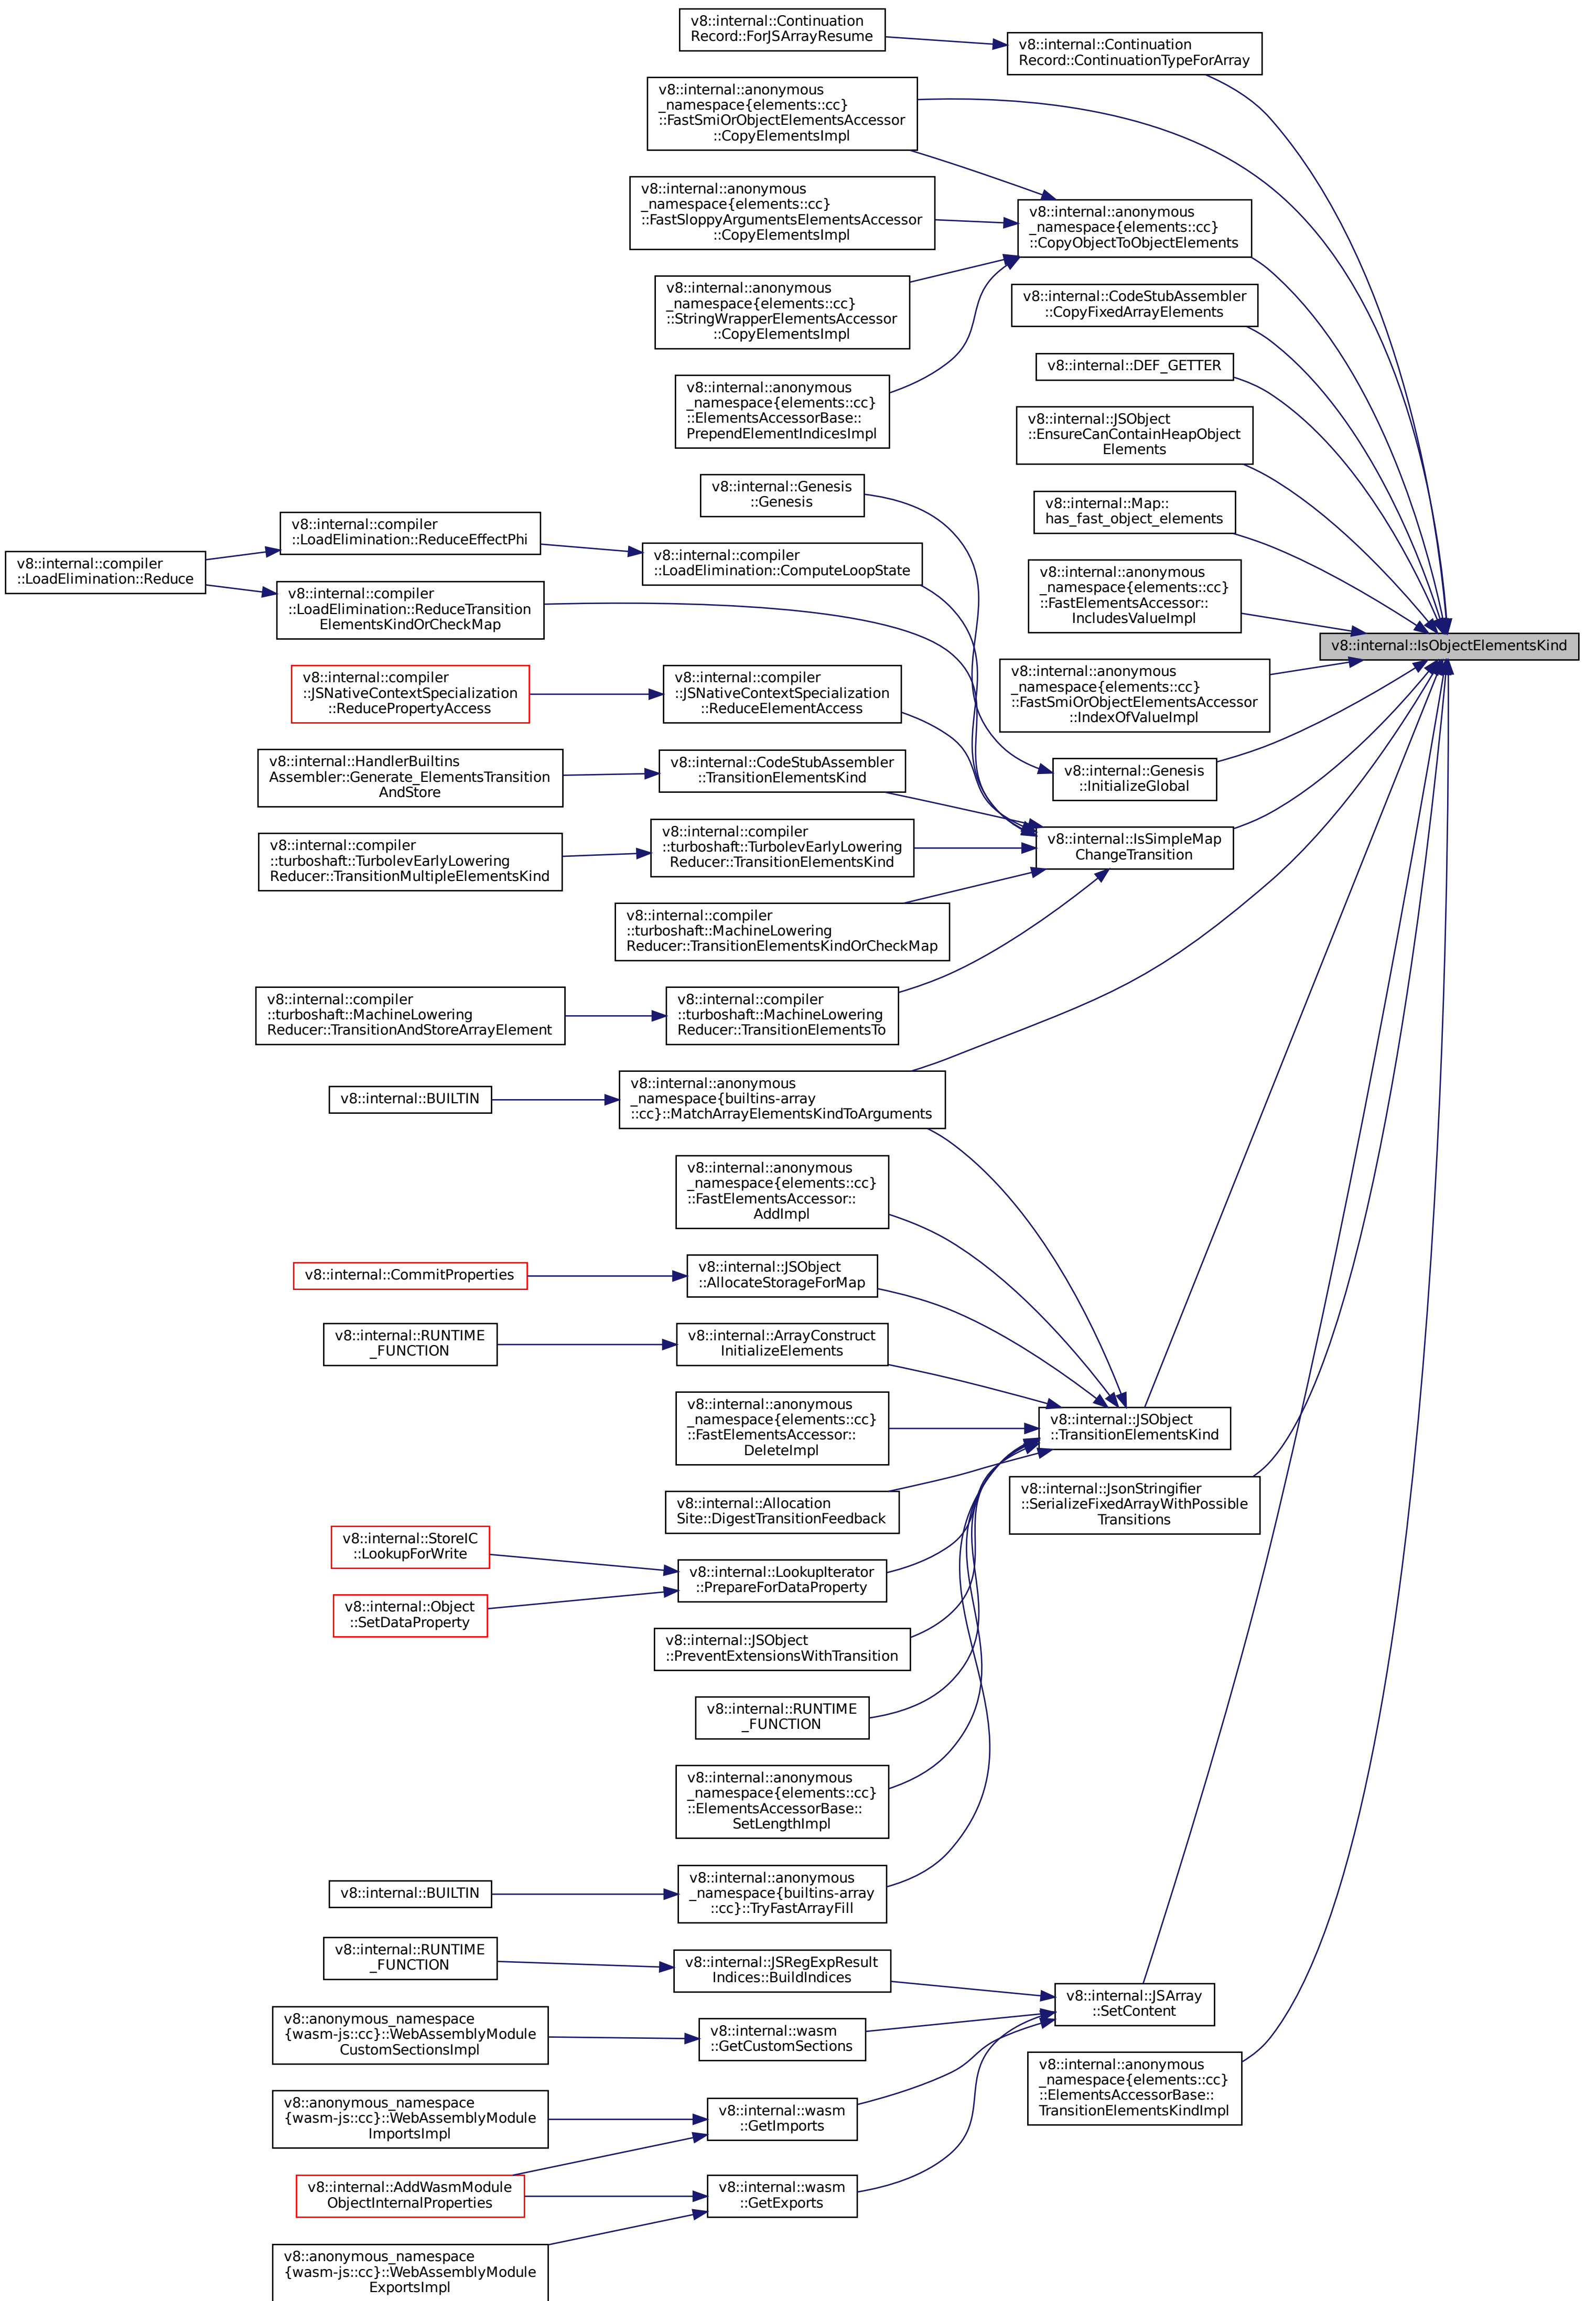 v8::internal::Continuation
Record::ForJSArrayResume
v8::internal::Continuation
Record::ContinuationTypeForArray
v8::internal::anonymous
_namespace{elements::cc}
::FastSmiOrObjectElementsAccessor
::CopyElementsImpl
v8::internal::anonymous
_namespace{elements::cc}
::FastSloppyArgumentsElementsAccessor
::CopyElementsImpl
v8::internal::anonymous
_namespace{elements::cc}
::CopyObjectToObjectElements
v8::internal::anonymous
_namespace{elements::cc}
::StringWrapperElementsAccessor
::CopyElementsImpl
v8::internal::CodeStubAssembler
::CopyFixedArrayElements
v8::internal::DEF_GETTER
v8::internal::anonymous
_namespace{elements::cc}
::ElementsAccessorBase::
PrependElementIndicesImpl
v8::internal::JSObject
::EnsureCanContainHeapObject
Elements
v8::internal::Genesis
::Genesis
v8::internal::Map::
has_fast_object_elements
v8::internal::compiler
::LoadElimination::ReduceEffectPhi
v8::internal::compiler
::LoadElimination::Reduce
v8::internal::compiler
::LoadElimination::ComputeLoopState
v8::internal::compiler
::LoadElimination::ReduceTransition
ElementsKindOrCheckMap
v8::internal::anonymous
_namespace{elements::cc}
::FastElementsAccessor::
IncludesValueImpl
v8::internal::IsObjectElementsKind
v8::internal::compiler
::JSNativeContextSpecialization
::ReducePropertyAccess
v8::internal::compiler
::JSNativeContextSpecialization
::ReduceElementAccess
v8::internal::anonymous
_namespace{elements::cc}
::FastSmiOrObjectElementsAccessor
::IndexOfValueImpl
v8::internal::HandlerBuiltins
Assembler::Generate_ElementsTransition
AndStore
v8::internal::CodeStubAssembler
::TransitionElementsKind
v8::internal::Genesis
::InitializeGlobal
v8::internal::compiler
::turboshaft::TurbolevEarlyLowering
Reducer::TransitionMultipleElementsKind
v8::internal::compiler
::turboshaft::TurbolevEarlyLowering
Reducer::TransitionElementsKind
v8::internal::IsSimpleMap
ChangeTransition
v8::internal::compiler
::turboshaft::MachineLowering
Reducer::TransitionElementsKindOrCheckMap
v8::internal::compiler
::turboshaft::MachineLowering
Reducer::TransitionAndStoreArrayElement
v8::internal::compiler
::turboshaft::MachineLowering
Reducer::TransitionElementsTo
v8::internal::BUILTIN
v8::internal::anonymous
_namespace{builtins-array
::cc}::MatchArrayElementsKindToArguments
v8::internal::anonymous
_namespace{elements::cc}
::FastElementsAccessor::
AddImpl
v8::internal::CommitProperties
v8::internal::JSObject
::AllocateStorageForMap
v8::internal::RUNTIME
_FUNCTION
v8::internal::ArrayConstruct
InitializeElements
v8::internal::anonymous
_namespace{elements::cc}
::FastElementsAccessor::
DeleteImpl
v8::internal::JSObject
::TransitionElementsKind
v8::internal::Allocation
Site::DigestTransitionFeedback
v8::internal::JsonStringifier
::SerializeFixedArrayWithPossible
Transitions
v8::internal::StoreIC
::LookupForWrite
v8::internal::LookupIterator
::PrepareForDataProperty
v8::internal::Object
::SetDataProperty
v8::internal::JSObject
::PreventExtensionsWithTransition
v8::internal::RUNTIME
_FUNCTION
v8::internal::anonymous
_namespace{elements::cc}
::ElementsAccessorBase::
SetLengthImpl
v8::internal::BUILTIN
v8::internal::anonymous
_namespace{builtins-array
::cc}::TryFastArrayFill
v8::internal::RUNTIME
_FUNCTION
v8::internal::JSRegExpResult
Indices::BuildIndices
v8::internal::JSArray
::SetContent
v8::anonymous_namespace
{wasm-js::cc}::WebAssemblyModule
CustomSectionsImpl
v8::internal::wasm
::GetCustomSections
v8::internal::anonymous
_namespace{elements::cc}
::ElementsAccessorBase::
TransitionElementsKindImpl
v8::anonymous_namespace
{wasm-js::cc}::WebAssemblyModule
ImportsImpl
v8::internal::wasm
::GetImports
v8::internal::AddWasmModule
ObjectInternalProperties
v8::internal::wasm
::GetExports
v8::anonymous_namespace
{wasm-js::cc}::WebAssemblyModule
ExportsImpl